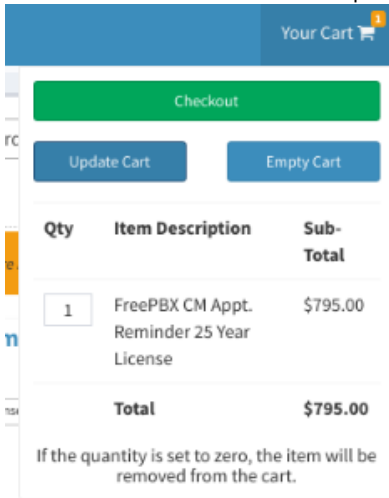 Your Cart 1
Checkout
Update Cart Empty Cart
Qty Item Description Sub-
Total
1 FreePBX CM Appt. $795.00
Reminder 25 Year
License
Total $795.00
If the quantity is set to zero, the item will be
removed from the cart.